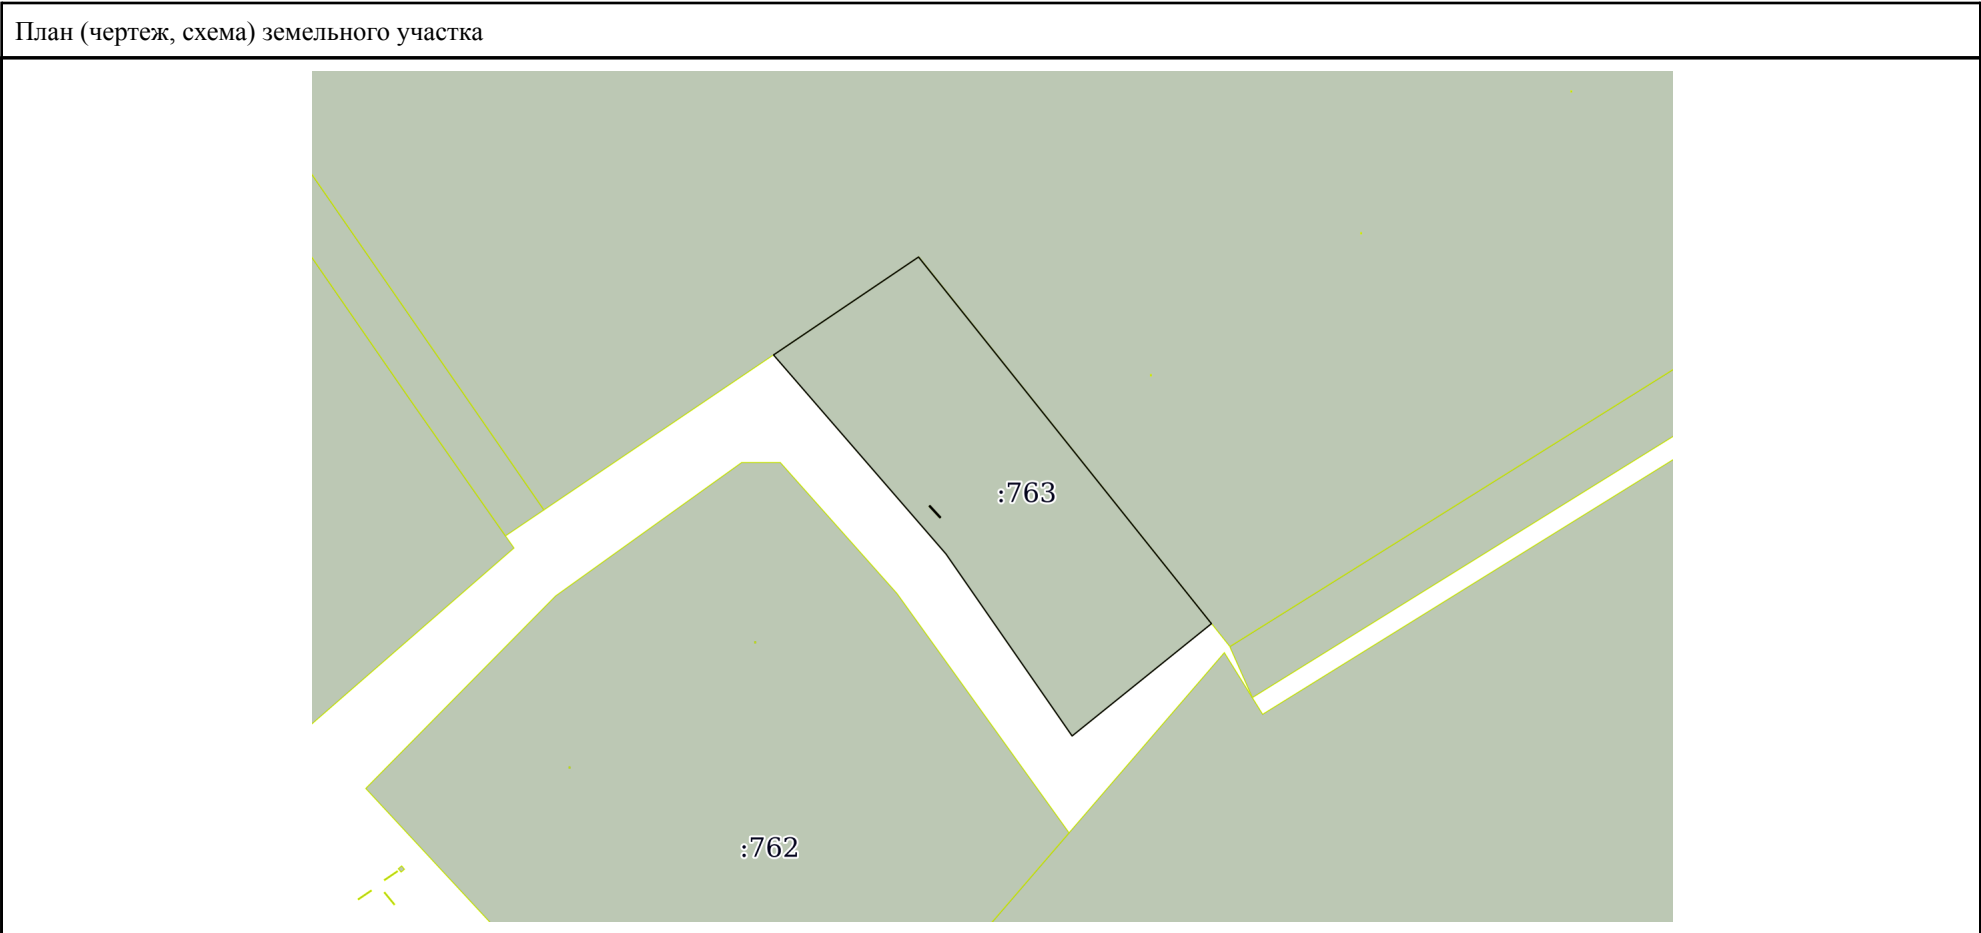 План (чертеж, схема) земельного участка
:763
:762